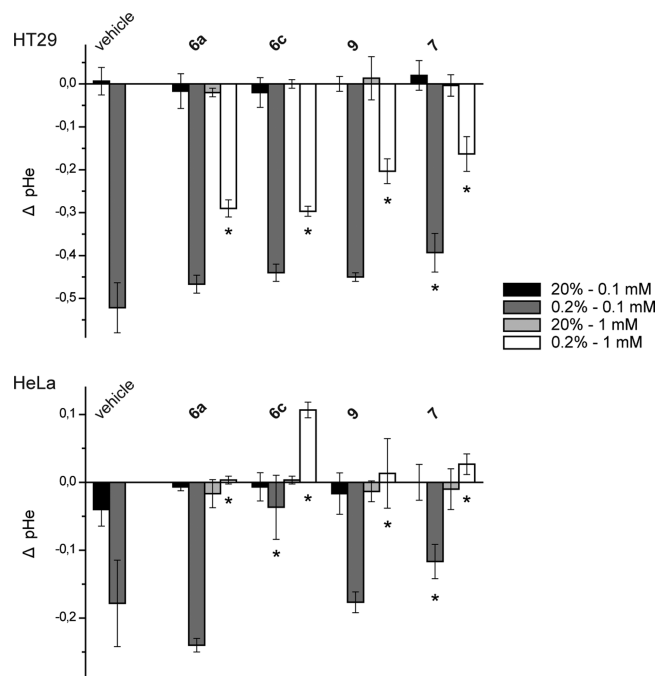 HT29
vehicle 6a 6c 9 7
0,0
-0,1
-0,2
-0,3
-0,4
-0,5
Δ pHe
* * * * *
20% - 0.1 mM
0.2% - 0.1 mM
20% - 1 mM
0.2% - 1 mM
HeLa
vehicle 6a 6c 9 7
0,1
0,0
-0,1
-0,2
Δ pHe
* * * * * *